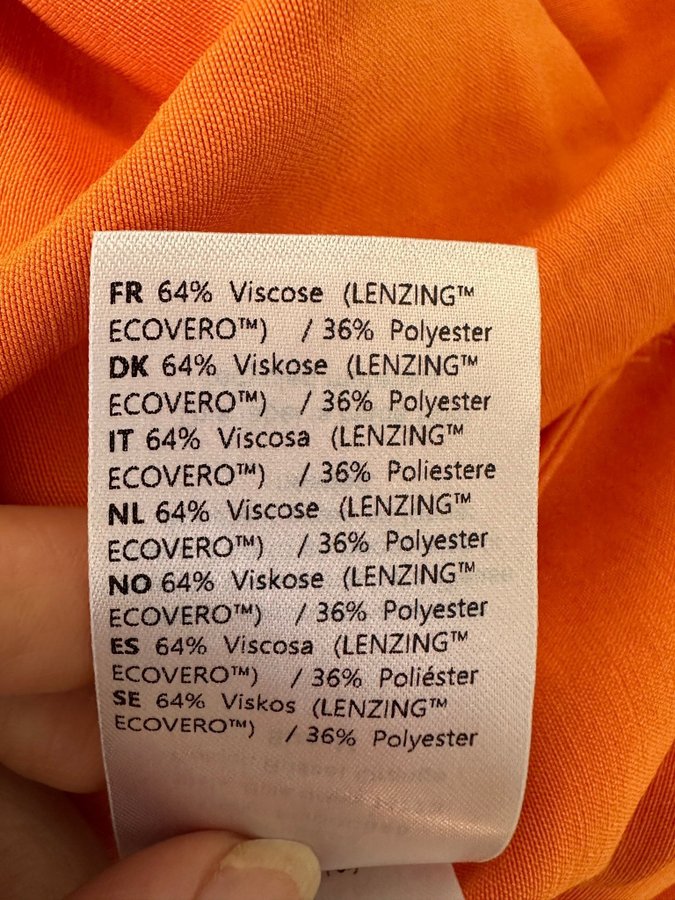 FR 64% Viscose (LENZING™
ECOVERO™) / 36% Polyester
DK 64% Viskose (LENZING™
ECOVERO™) / 36% Polyester
IT 64% Viscosa (LENZING™
ECOVERO™) / 36% Poliestere
NL 64% Viscose (LENZING™
ECOVERO™) / 36% Polyester
NO 64% Viskose (LENZING™
ECOVERO™) / 36% Polyester
ES 64% Viscosa (LENZING™
ECOVERO™) / 36% Poliéster
SE 64% Viskos (LENZING™
ECOVERO™) / 36% Polyester